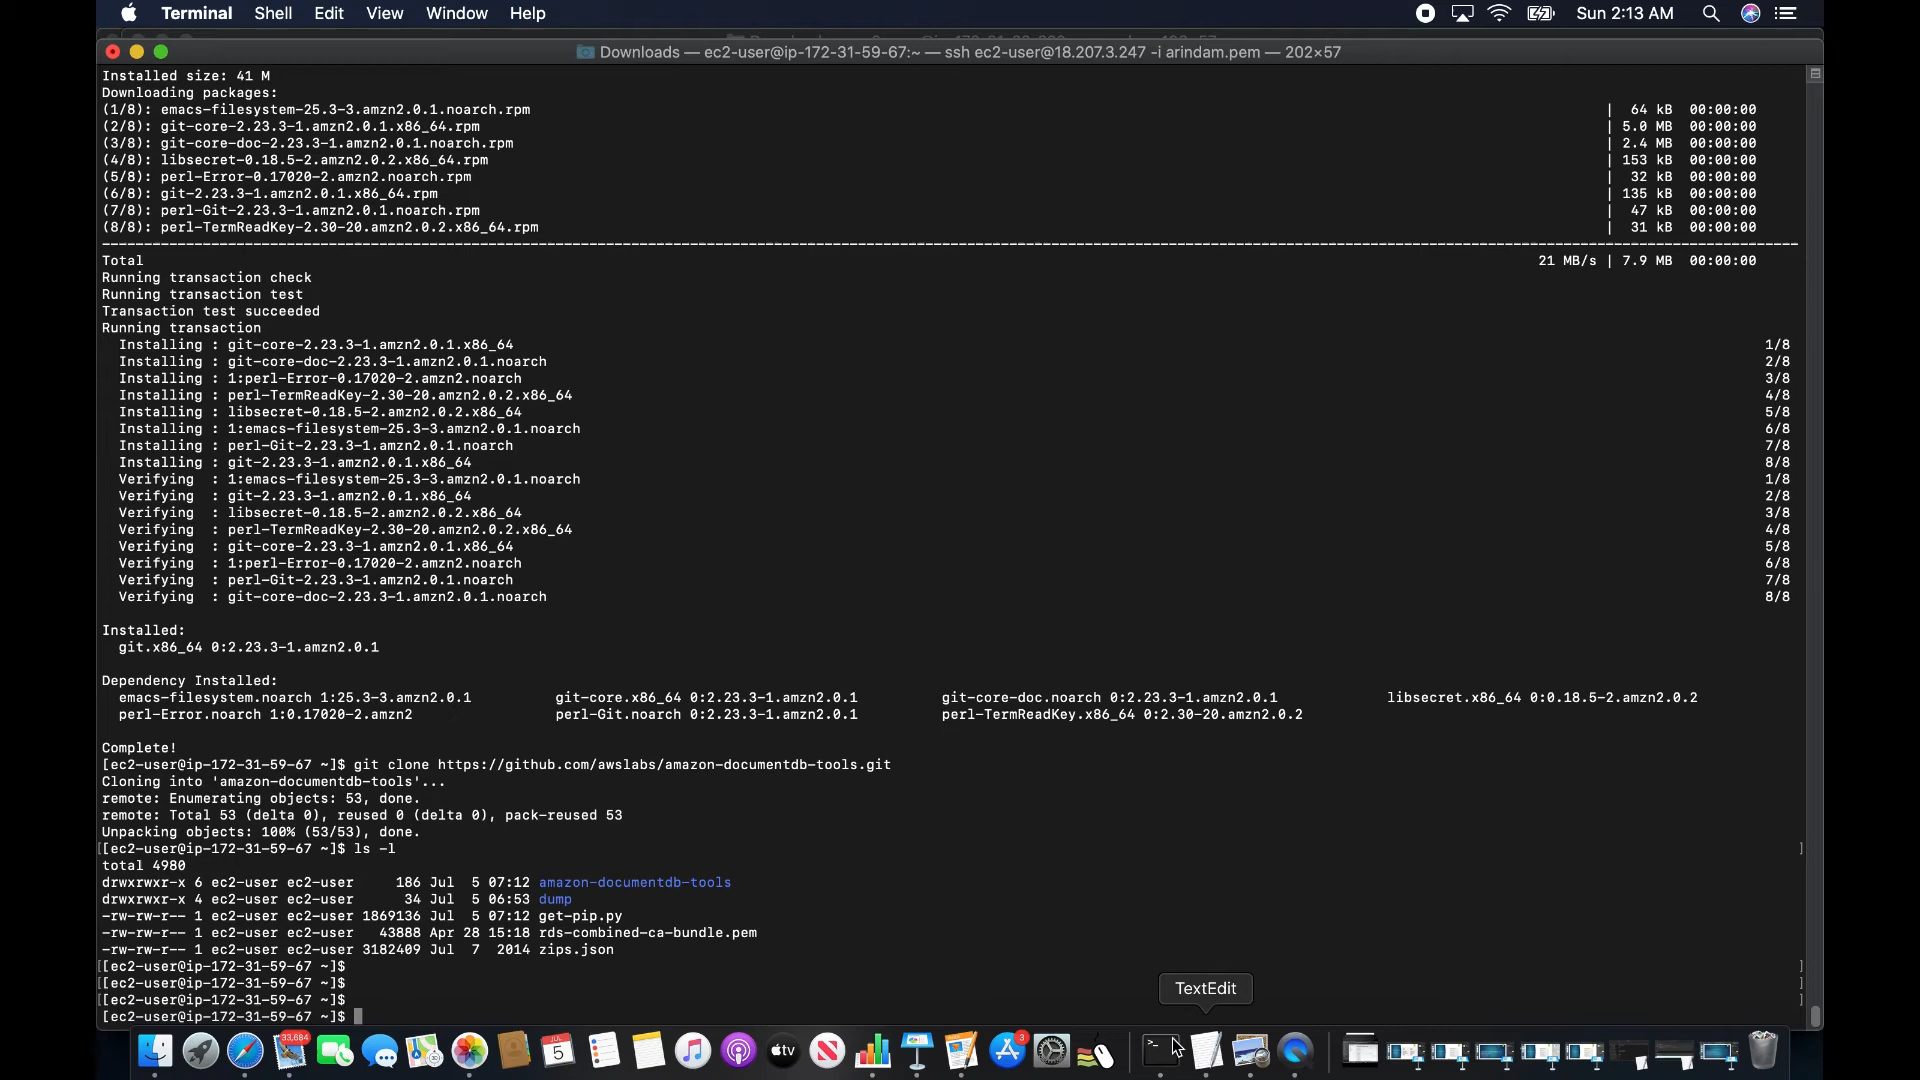 Terminal Shell Edit View Window Help Sun 2:13 AM
Downloads — ec2-user@ip-172-31-59-67:~ — ssh ec2-user@18.207.3.247 -i arindam.pem — 202×57
Installed size: 41 M
Downloading packages:
(1/8): emacs-filesystem-25.3-3.amzn2.0.1.noarch.rpm | 64 kB 00:00:00
(2/8): git-core-2.23.3-1.amzn2.0.1.x86_64.rpm | 5.0 MB 00:00:00
(3/8): git-core-doc-2.23.3-1.amzn2.0.1.noarch.rpm | 2.4 MB 00:00:00
(4/8): libsecret-0.18.5-2.amzn2.0.2.x86_64.rpm | 153 kB 00:00:00
(5/8): perl-Error-0.17020-2.amzn2.noarch.rpm | 32 kB 00:00:00
(6/8): git-2.23.3-1.amzn2.0.1.x86_64.rpm | 135 kB 00:00:00
(7/8): perl-Git-2.23.3-1.amzn2.0.1.noarch.rpm | 47 kB 00:00:00
(8/8): perl-TermReadKey-2.30-20.amzn2.0.2.x86_64.rpm | 31 kB 00:00:00
Total 21 MB/s | 7.9 MB 00:00:00
Running transaction check
Running transaction test
Transaction test succeeded
Running transaction
Installing : git-core-2.23.3-1.amzn2.0.1.x86_64 1/8
Installing : git-core-doc-2.23.3-1.amzn2.0.1.noarch 2/8
Installing : 1:perl-Error-0.17020-2.amzn2.noarch 3/8
Installing : perl-TermReadKey-2.30-20.amzn2.0.2.x86_64 4/8
Installing : libsecret-0.18.5-2.amzn2.0.2.x86_64 5/8
Installing : 1:emacs-filesystem-25.3-3.amzn2.0.1.noarch 6/8
Installing : perl-Git-2.23.3-1.amzn2.0.1.noarch 7/8
Installing : git-2.23.3-1.amzn2.0.1.x86_64 8/8
Verifying : 1:emacs-filesystem-25.3-3.amzn2.0.1.noarch 1/8
Verifying : git-2.23.3-1.amzn2.0.1.x86_64 2/8
Verifying : libsecret-0.18.5-2.amzn2.0.2.x86_64 3/8
Verifying : perl-TermReadKey-2.30-20.amzn2.0.2.x86_64 4/8
Verifying : git-core-2.23.3-1.amzn2.0.1.x86_64 5/8
Verifying : 1:perl-Error-0.17020-2.amzn2.noarch 6/8
Verifying : perl-Git-2.23.3-1.amzn2.0.1.noarch 7/8
Verifying : git-core-doc-2.23.3-1.amzn2.0.1.noarch 8/8
Installed:
git.x86_64 0:2.23.3-1.amzn2.0.1
Dependency Installed:
emacs-filesystem.noarch 1:25.3-3.amzn2.0.1 git-core.x86_64 0:2.23.3-1.amzn2.0.1 git-core-doc.noarch 0:2.23.3-1.amzn2.0.1 libsecret.x86_64 0:0.18.5-2.amzn2.0.2
perl-Error.noarch 1:0.17020-2.amzn2 perl-Git.noarch 0:2.23.3-1.amzn2.0.1 perl-TermReadKey.x86_64 0:2.30-20.amzn2.0.2
Complete!
[ec2-user@ip-172-31-59-67 ~]$ git clone https://github.com/awslabs/amazon-documentdb-tools.git
Cloning into 'amazon-documentdb-tools'...
remote: Enumerating objects: 53, done.
remote: Total 53 (delta 0), reused 0 (delta 0), pack-reused 53
Unpacking objects: 100% (53/53), done.
[[ec2-user@ip-172-31-59-67 ~]$ ls -l ]
total 4980
drwxrwxr-x 6 ec2-user ec2-user 186 Jul 5 07:12 amazon-documentdb-tools
drwxrwxr-x 4 ec2-user ec2-user 34 Jul 5 06:53 dump
-rw-rw-r-- 1 ec2-user ec2-user 1869136 Jul 5 07:12 get-pip.py
-rw-rw-r-- 1 ec2-user ec2-user 43888 Apr 28 15:18 rds-combined-ca-bundle.pem
-rw-rw-r-- 1 ec2-user ec2-user 3182409 Jul 7 2014 zips.json
[[ec2-user@ip-172-31-59-67 ~]$ ]
[[ec2-user@ip-172-31-59-67 ~]$ ]
[[ec2-user@ip-172-31-59-67 ~]$ ]
[ec2-user@ip-172-31-59-67 ~]$
TextEdit
33,684
JUL
5
tv
3
>_